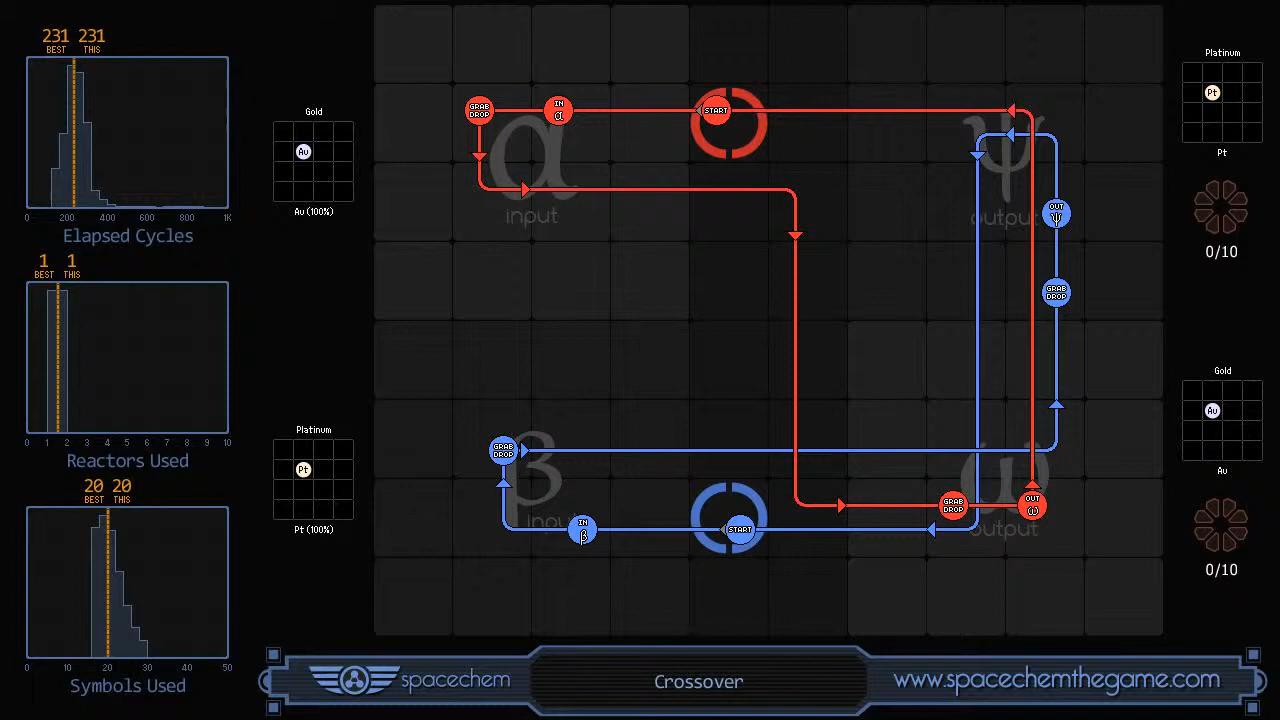 231 231
BEST THIS
0 200 400 600 800 1K
Elapsed Cycles
1 1
BEST THIS
0 1 2 3 4 5 6 7 8 9 10
Reactors Used
20 20
BEST THIS
0 10 20 30 40 50
Symbols Used
Gold
Au
Au (100%)
Platinum
Pt
Pt (100%)
GRAB DROP
IN α
START
α
input
ψ
output
OUT ψ
GRAB DROP
GRAB DROP
β
input
IN β
START
GRAB DROP
OUT ω
ω
output
Platinum
Pt
Pt
0/10
Gold
Au
Au
0/10
spacechem
Crossover
www.spacechemthegame.com